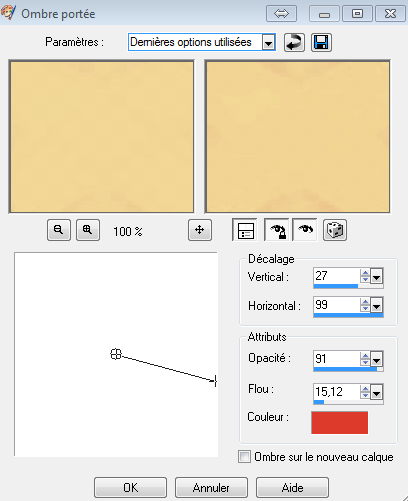 Ombre portée
Paramètres : Dernières options utilisées
100 %
Décalage
Vertical : 27
Horizontal : 99
Attributs
Opacité : 91
Flou : 15,12
Couleur :
Ombre sur le nouveau calque
OK Annuler Aide